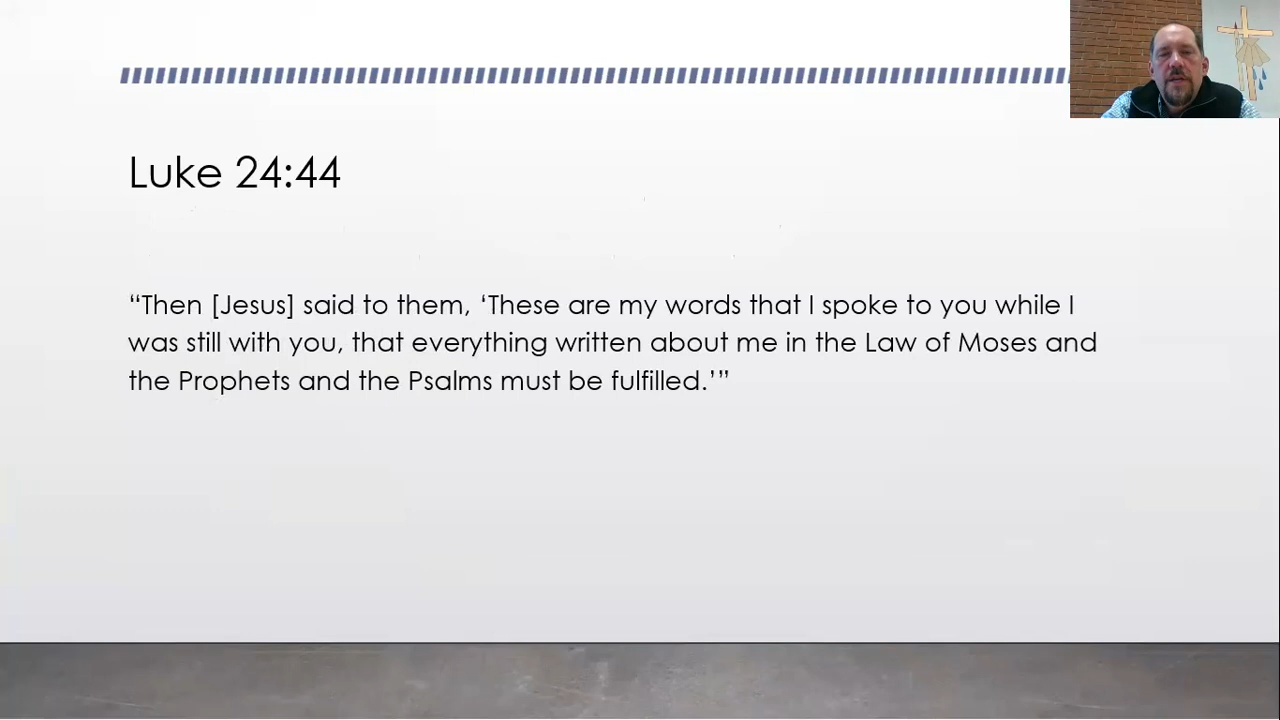 Luke 24:44
“Then [Jesus] said to them, ‘These are my words that I spoke to you while I
was still with you, that everything written about me in the Law of Moses and
the Prophets and the Psalms must be fulfilled.’”